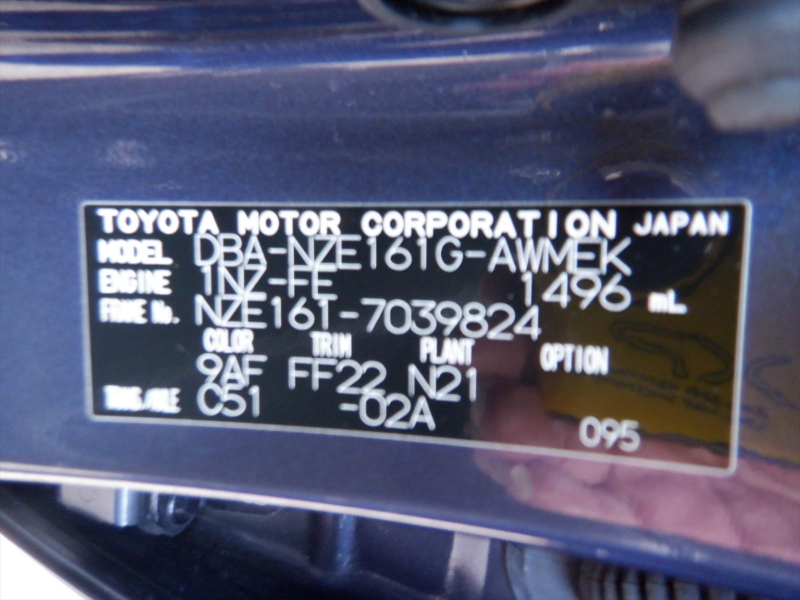 TOYOTA MOTOR CORPORATION JAPAN
MODEL DBA-NZE161G-AWMEK
ENGINE 1NZ-FE 1496 mL
FRAME No. NZE161-7039824
COLOR TRIM PLANT OPTION
9AF FF22 N21
TRANS/AXLE C51 -02A
095